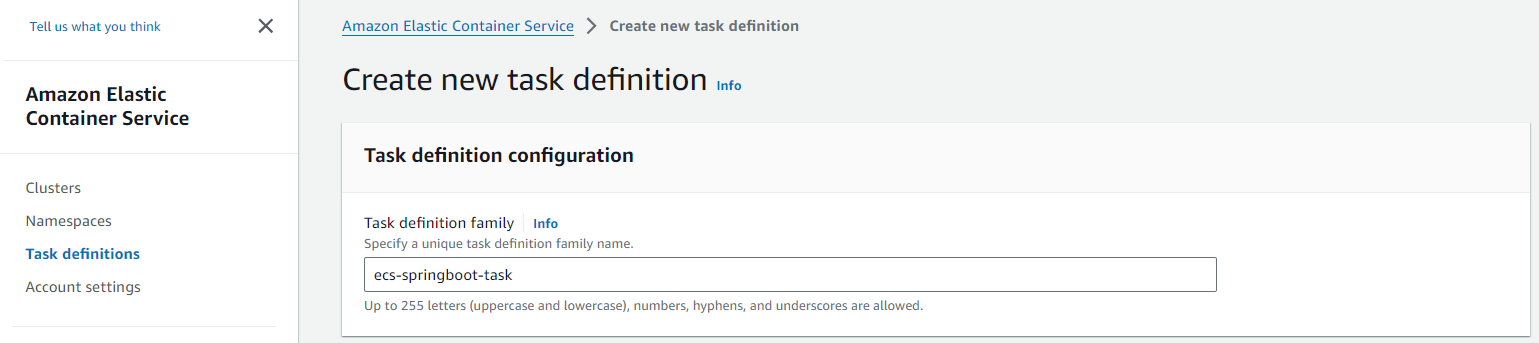 Tell us what you think
Amazon Elastic
Container Service
Clusters
Namespaces
Task definitions
Account settings
Amazon Elastic Container Service > Create new task definition
Create new task definition Info
Task definition configuration
Task definition family Info
Specify a unique task definition family name.
ecs-springboot-task
Up to 255 letters (uppercase and lowercase), numbers, hyphens, and underscores are allowed.